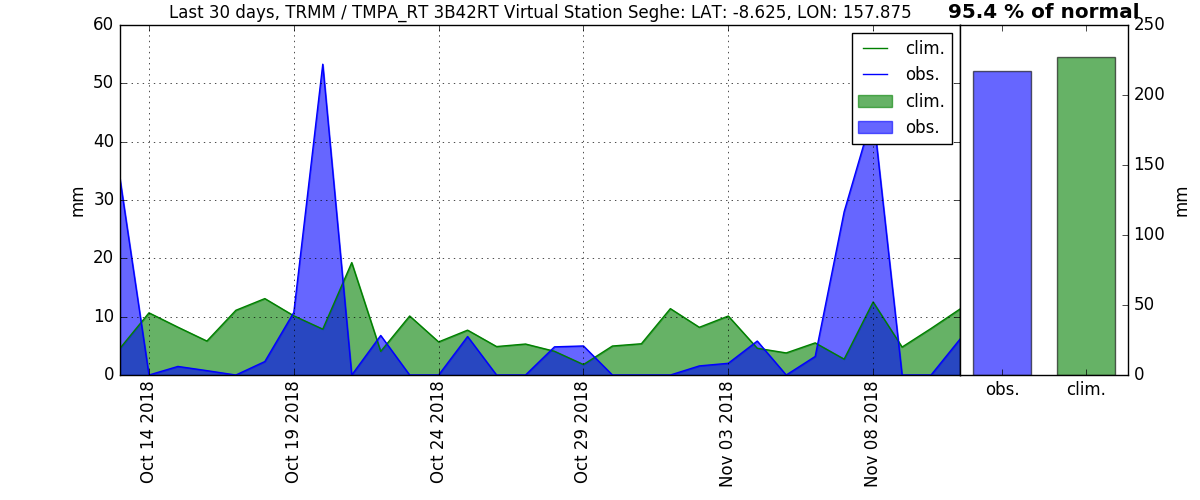 Last 30 days, TRMM / TMPA_RT 3B42RT Virtual Station Seghe: LAT: -8.625, LON: 157.875
95.4 % of normal
60
50
40
30
20
10
0
mm
clim.
obs.
clim.
obs.
Oct 14 2018
Oct 19 2018
Oct 24 2018
Oct 29 2018
Nov 03 2018
Nov 08 2018
250
200
150
100
50
0
mm
obs.
clim.